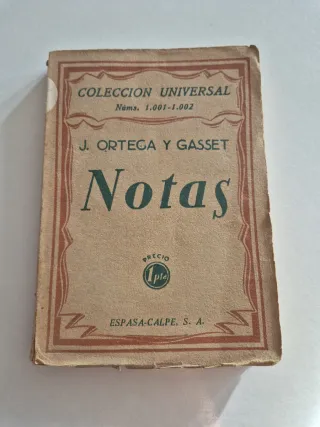 COLECCION UNIVERSAL
Núms. 1.001-1.002
J. ORTEGA Y GASSET
Notas
PRECIO
1 pta.
ESPASA-CALPE, S. A.